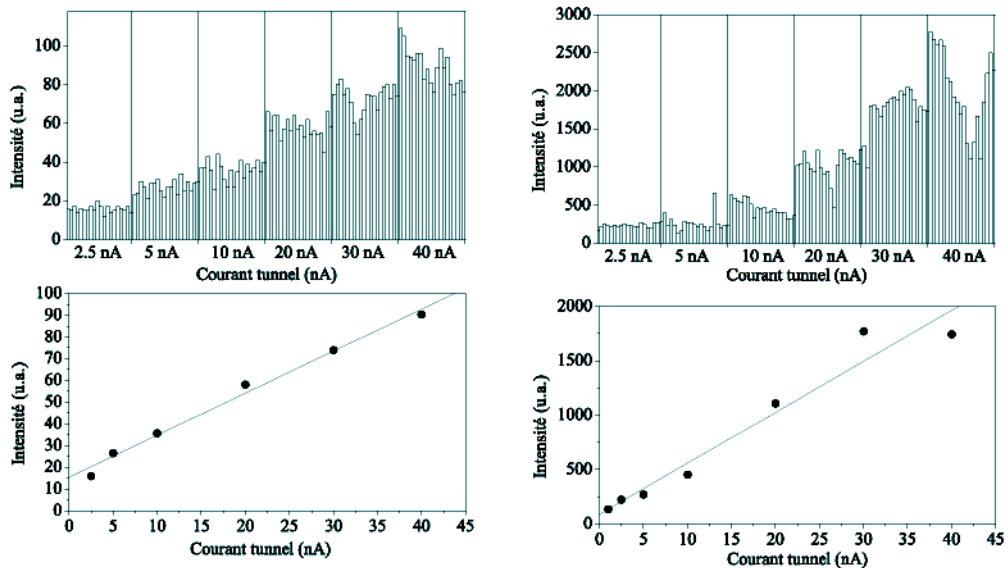 Intensité (u.a.)
100
80
60
40
20
0
2.5 nA 5 nA 10 nA 20 nA 30 nA 40 nA
Courant tunnel (nA)
Intensité (u.a.)
3000
2500
2000
1500
1000
500
0
2.5 nA 5 nA 10 nA 20 nA 30 nA 40 nA
Courant tunnel (nA)
Intensité (u.a.)
100
90
80
70
60
50
40
30
20
10
0
0 5 10 15 20 25 30 35 40 45
Courant tunnel (nA)
Intensité (u.a.)
2000
1500
1000
500
0
0 5 10 15 20 25 30 35 40 45
Courant tunnel (nA)